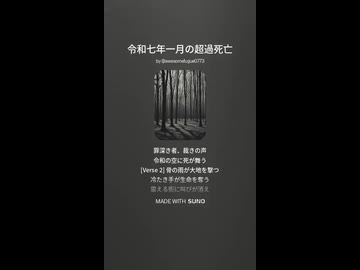 令和七年一月の超過死亡
by @awesomefugue0773
罪深き者、裁きの声
令和の空に死が舞う
[Verse 2] 骨の雨が大地を撃つ
冷たき手が生命を奪う
震える街に叫びが消え
MADE WITH SUNO